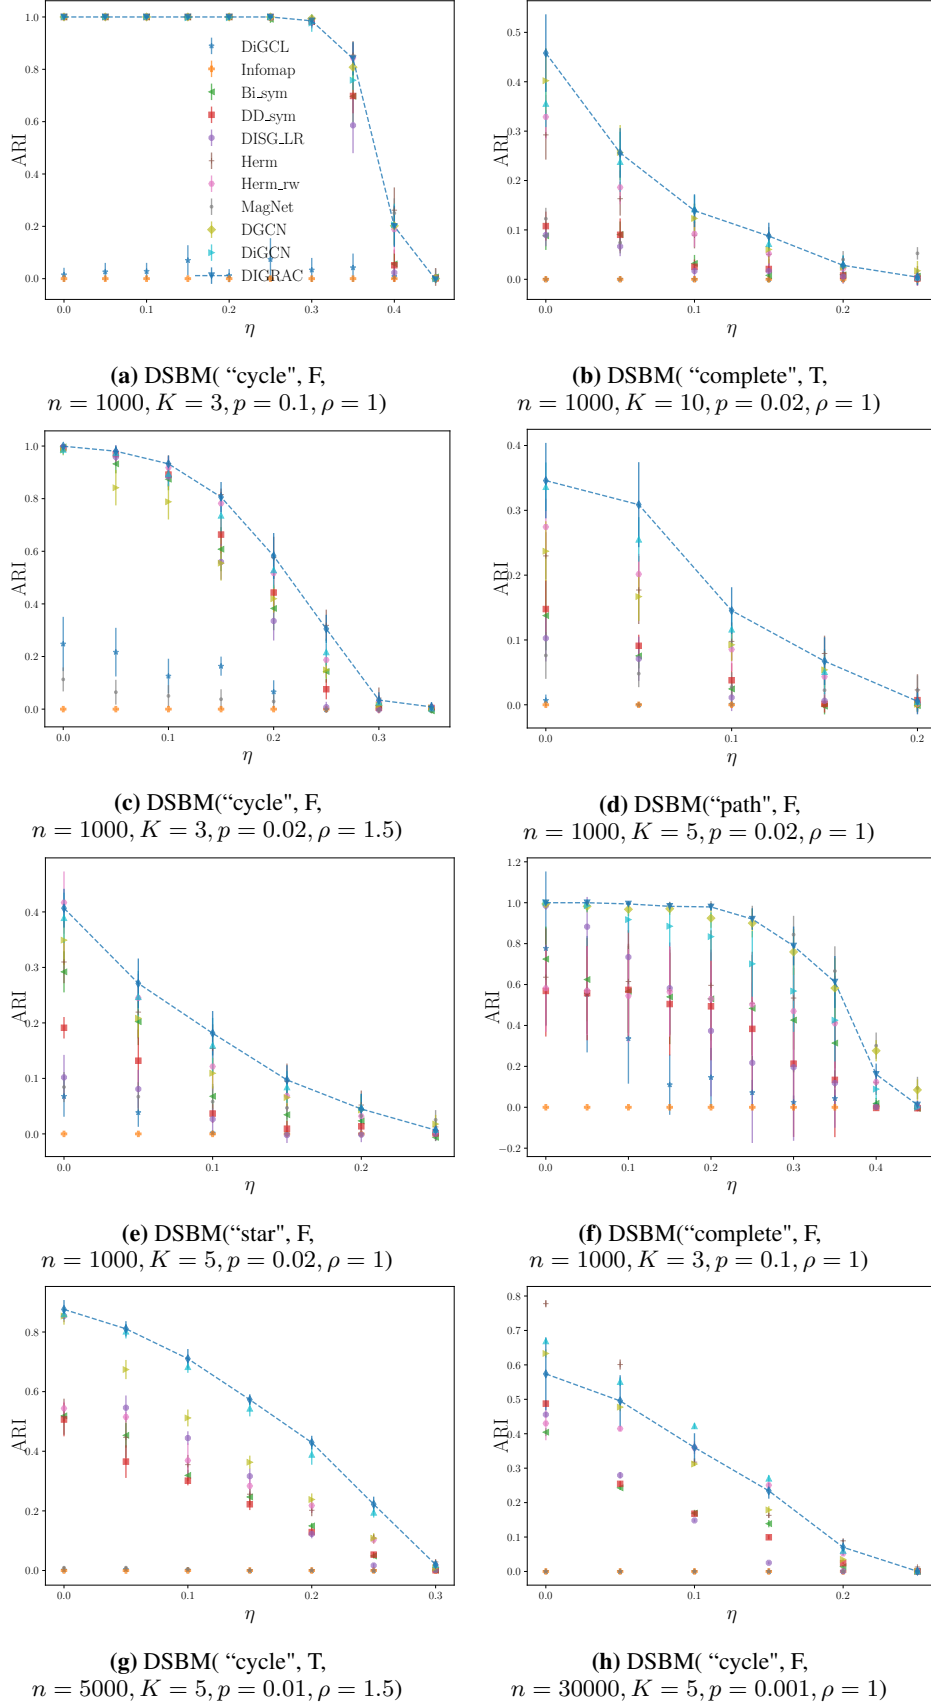 1.0
0.8
0.6
0.4
0.2
0.0
ARI
0.0 0.1 0.2 0.3 0.4
η
DiGCL
Infomap
Bi_sym
DD_sym
DISG_LR
Herm
Herm_rw
MagNet
DGCN
DiGCN
DIGRAC
(a) DSBM( “cycle", F,
n = 1000, K = 3, p = 0.1, ρ = 1)
0.5
0.4
0.3
0.2
0.1
0.0
ARI
0.0 0.1 0.2
η
(b) DSBM( “complete", T,
n = 1000, K = 10, p = 0.02, ρ = 1)
1.0
0.8
0.6
0.4
0.2
0.0
ARI
0.0 0.1 0.2 0.3
η
(c) DSBM(“cycle", F,
n = 1000, K = 3, p = 0.02, ρ = 1.5)
0.4
0.3
0.2
0.1
0.0
ARI
0.0 0.1 0.2
η
(d) DSBM(“path", F,
n = 1000, K = 5, p = 0.02, ρ = 1)
0.4
0.3
0.2
0.1
0.0
ARI
0.0 0.1 0.2
η
(e) DSBM(“star", F,
n = 1000, K = 5, p = 0.02, ρ = 1)
1.2
1.0
0.8
0.6
0.4
0.2
0.0
−0.2
ARI
0.0 0.1 0.2 0.3 0.4
η
(f) DSBM(“complete", F,
n = 1000, K = 3, p = 0.1, ρ = 1)
0.8
0.6
0.4
0.2
0.0
ARI
0.0 0.1 0.2 0.3
η
(g) DSBM( “cycle", T,
n = 5000, K = 5, p = 0.01, ρ = 1.5)
0.8
0.7
0.6
0.5
0.4
0.3
0.2
0.1
0.0
ARI
0.0 0.1 0.2
η
(h) DSBM( “cycle", F,
n = 30000, K = 5, p = 0.001, ρ = 1)